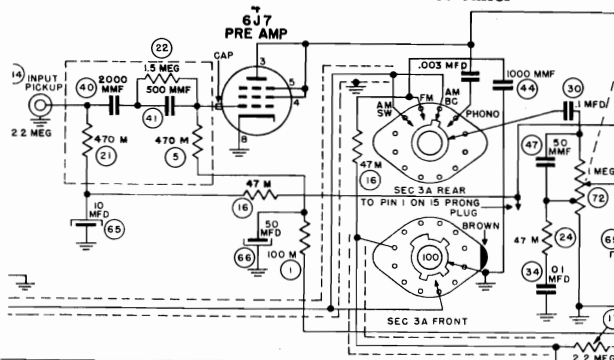 6J7
PRE AMP
CAP
22
1.5 MEG
3
5
4
8
14
INPUT
PICKUP
2.2 MEG
40
2000
MMF
500 MMF
41
470 M
21
470 M
5
.003 MFD
1000 MMF
44
30
.1 MFD
AM
SW
FM
AM
BC
PHONO
47
50
MMF
1 MEG
72
47 M
16
SEC 3A REAR
TO PIN 1 ON 15 PRONG
PLUG
47 M
16
10
MFD
65
50
MFD
66
100 M
1
BROWN
100
SEC 3A FRONT
47 M
24
34
.01
MFD
2.2 MEG